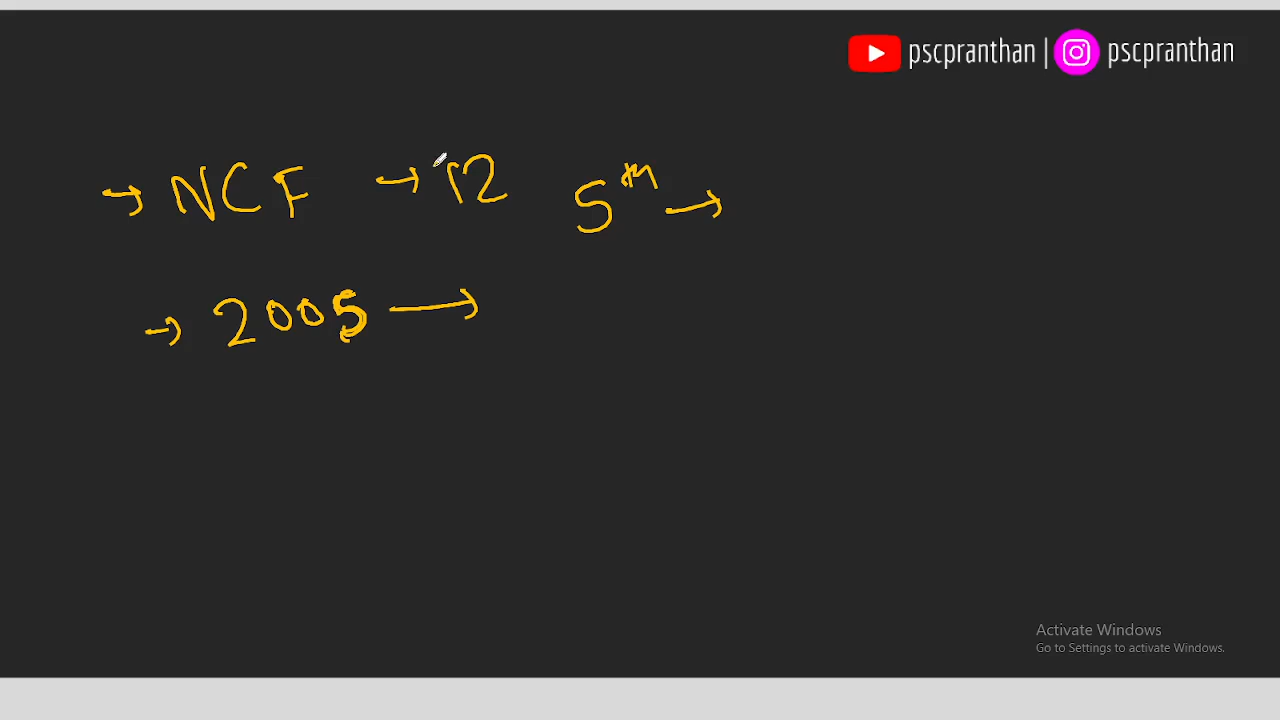 pscpranthan | pscpranthan
→ NCF → 12 5th →
→ 2005 →
Activate Windows
Go to Settings to activate Windows.